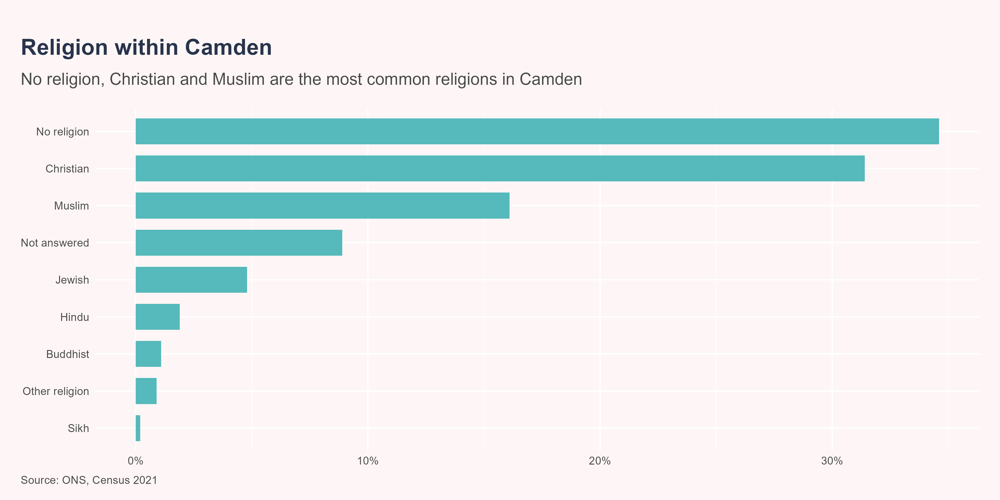 Religion within Camden
No religion, Christian and Muslim are the most common religions in Camden
No religion
Christian
Muslim
Not answered
Jewish
Hindu
Buddhist
Other religion
Sikh
0% 10% 20% 30%
Source: ONS, Census 2021